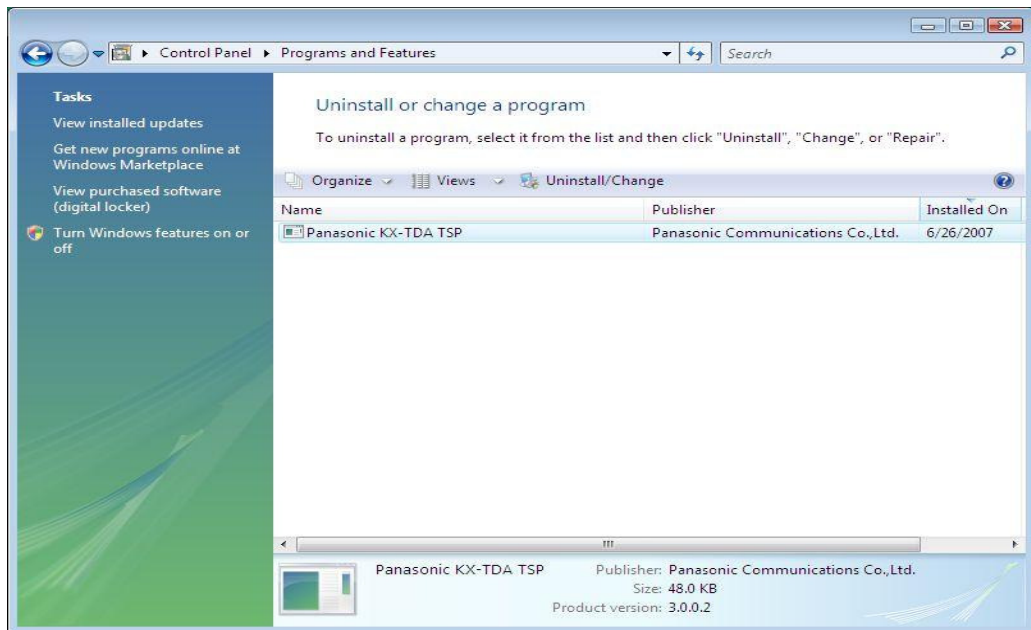 Control Panel Programs and Features Search
Tasks
View installed updates
Get new programs online at
Windows Marketplace
View purchased software
(digital locker)
Turn Windows features on or
off
Uninstall or change a program
To uninstall a program, select it from the list and then click "Uninstall", "Change", or "Repair".
Organize Views Uninstall/Change
Name Publisher Installed On
Panasonic KX-TDA TSP Panasonic Communications Co.,Ltd. 6/26/2007
Panasonic KX-TDA TSP Publisher: Panasonic Communications Co.,Ltd.
Size: 48.0 KB
Product version: 3.0.0.2